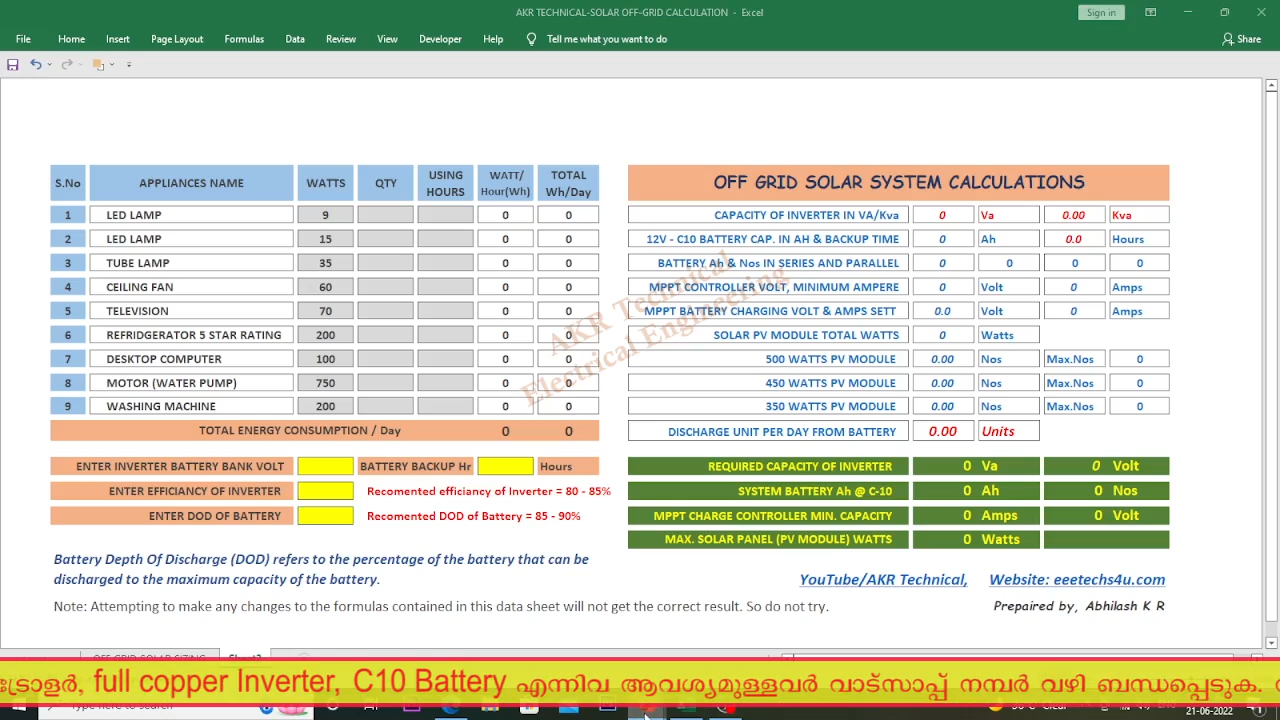 AKR TECHNICAL-SOLAR OFF-GRID CALCULATION - Excel
Sign in
File Home Insert Page Layout Formulas Data Review View Developer Help Tell me what you want to do Share
S.No APPLIANCES NAME WATTS QTY USING HOURS WATT/ Hour(Wh) TOTAL Wh/Day
1 LED LAMP 9 0 0
2 LED LAMP 15 0 0
3 TUBE LAMP 35 0 0
4 CEILING FAN 60 0 0
5 TELEVISION 70 0 0
6 REFRIDGERATOR 5 STAR RATING 200 0 0
7 DESKTOP COMPUTER 100 0 0
8 MOTOR (WATER PUMP) 750 0 0
9 WASHING MACHINE 200 0 0
TOTAL ENERGY CONSUMPTION / Day 0 0
ENTER INVERTER BATTERY BANK VOLT BATTERY BACKUP Hr Hours
ENTER EFFICIANCY OF INVERTER Recomented efficiancy of Inverter = 80 - 85%
ENTER DOD OF BATTERY Recomented DOD of Battery = 85 - 90%
Battery Depth Of Discharge (DOD) refers to the percentage of the battery that can be
discharged to the maximum capacity of the battery.
Note: Attempting to make any changes to the formulas contained in this data sheet will not get the correct result. So do not try.
OFF GRID SOLAR SYSTEM CALCULATIONS
CAPACITY OF INVERTER IN VA/Kva 0 Va 0.00 Kva
12V - C10 BATTERY CAP. IN AH & BACKUP TIME 0 Ah 0.0 Hours
BATTERY Ah & Nos IN SERIES AND PARALLEL 0 0 0 0
MPPT CONTROLLER VOLT, MINIMUM AMPERE 0 Volt 0 Amps
MPPT BATTERY CHARGING VOLT & AMPS SETT 0.0 Volt 0 Amps
SOLAR PV MODULE TOTAL WATTS 0 Watts
500 WATTS PV MODULE 0.00 Nos Max.Nos 0
450 WATTS PV MODULE 0.00 Nos Max.Nos 0
350 WATTS PV MODULE 0.00 Nos Max.Nos 0
DISCHARGE UNIT PER DAY FROM BATTERY 0.00 Units
REQUIRED CAPACITY OF INVERTER 0 Va 0 Volt
SYSTEM BATTERY Ah @ C-10 0 Ah 0 Nos
MPPT CHARGE CONTROLLER MIN. CAPACITY 0 Amps 0 Volt
MAX. SOLAR PANEL (PV MODULE) WATTS 0 Watts
YouTube/AKR Technical, Website: eeetechs4u.com
Prepaired by, Abhilash K R
AKR Technical
Electrical Engineering
full copper Inverter, C10 Battery എന്നിവ ആവശ്യമുള്ളവർ വാട്സാപ്പ് നമ്പർ വഴി ബന്ധപ്പെടുക.
21-06-2022